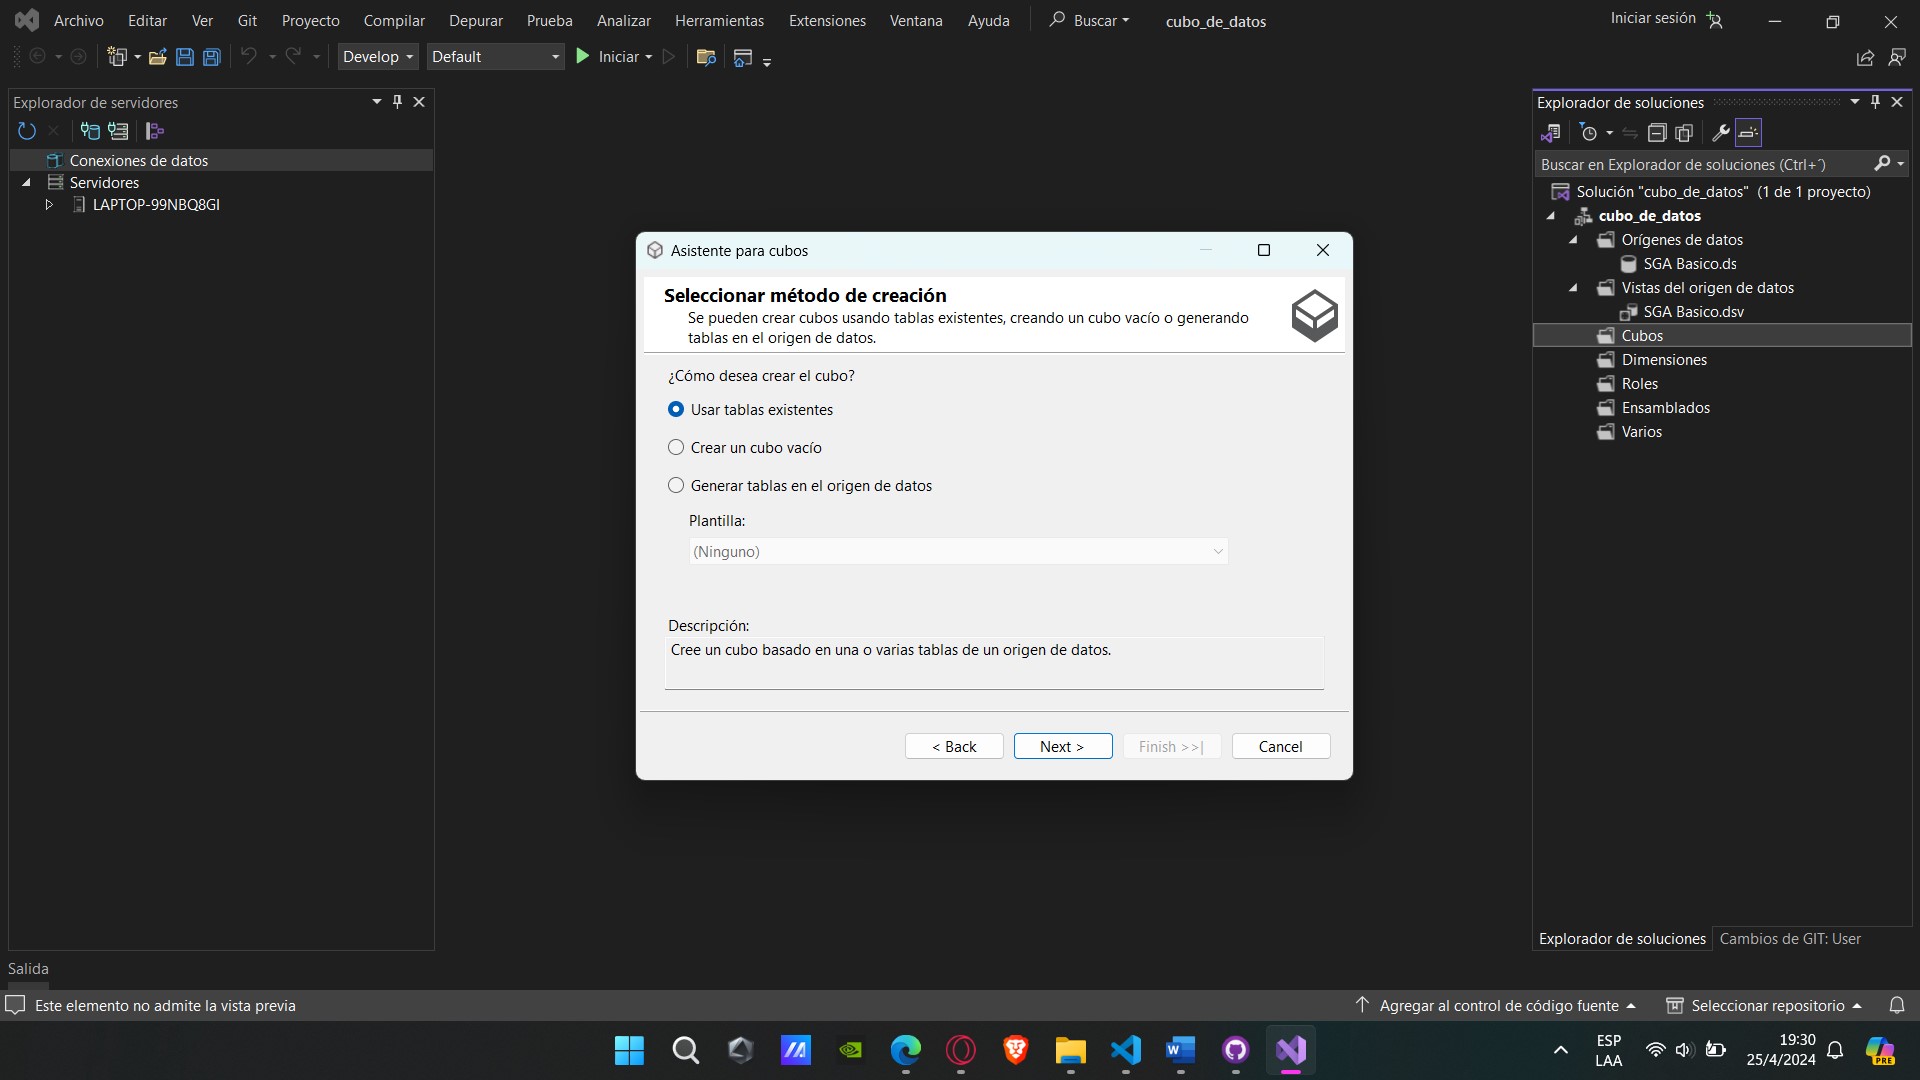 Archivo Editar Ver Git Proyecto Compilar Depurar Prueba Analizar Herramientas Extensiones Ventana Ayuda Buscar cubo_de_datos Iniciar sesión
Develop Default Iniciar
Explorador de servidores
Conexiones de datos
Servidores
LAPTOP-99NBQ8GI
Asistente para cubos
Seleccionar método de creación
Se pueden crear cubos usando tablas existentes, creando un cubo vacío o generando
tablas en el origen de datos.
¿Cómo desea crear el cubo?
Usar tablas existentes
Crear un cubo vacío
Generar tablas en el origen de datos
Plantilla:
(Ninguno)
Descripción:
Cree un cubo basado en una o varias tablas de un origen de datos.
< Back Next > Finish >>| Cancel
Explorador de soluciones
Buscar en Explorador de soluciones (Ctrl+´)
Solución "cubo_de_datos" (1 de 1 proyecto)
cubo_de_datos
Orígenes de datos
SGA Basico.ds
Vistas del origen de datos
SGA Basico.dsv
Cubos
Dimensiones
Roles
Ensamblados
Varios
Explorador de soluciones Cambios de GIT: User
Salida
Este elemento no admite la vista previa Agregar al control de código fuente Seleccionar repositorio
ESP
LAA
19:30
25/4/2024
PRE